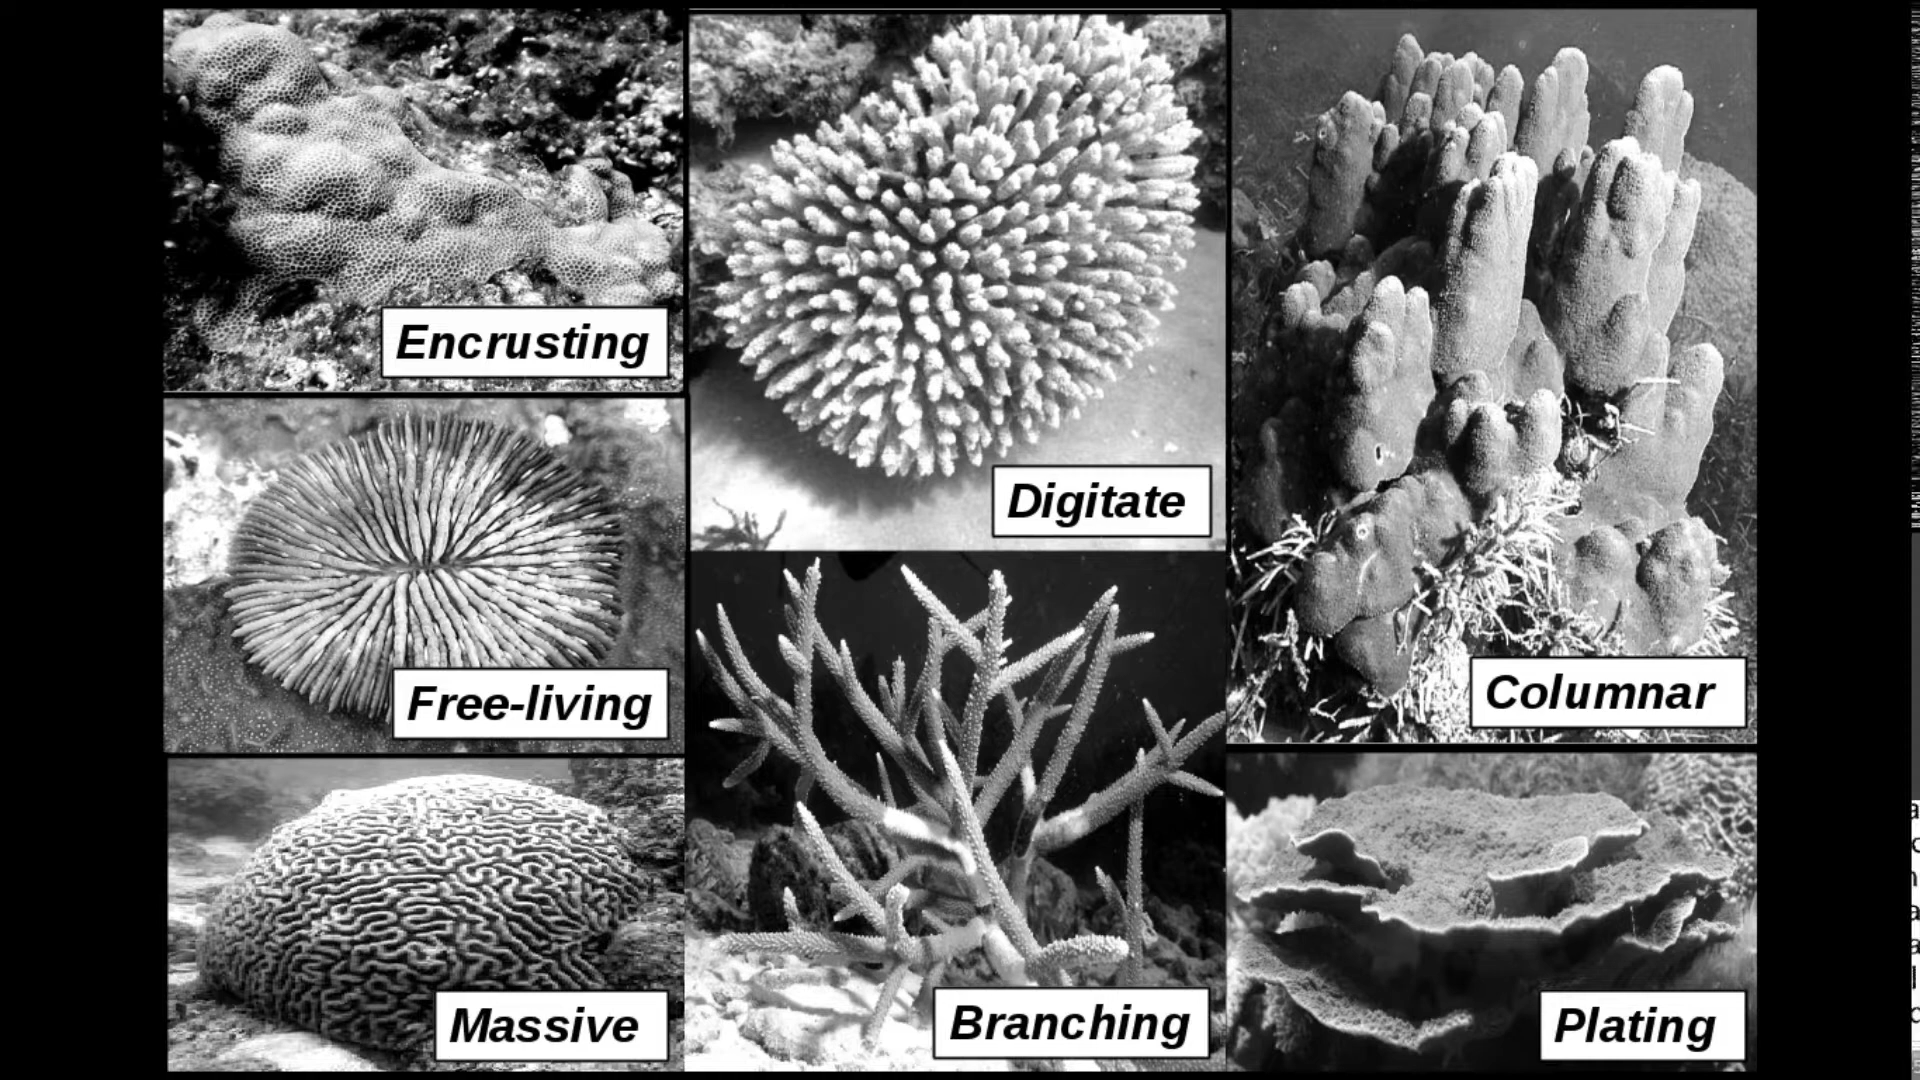 Encrusting
Digitate
Columnar
Free-living
Massive
Branching
Plating